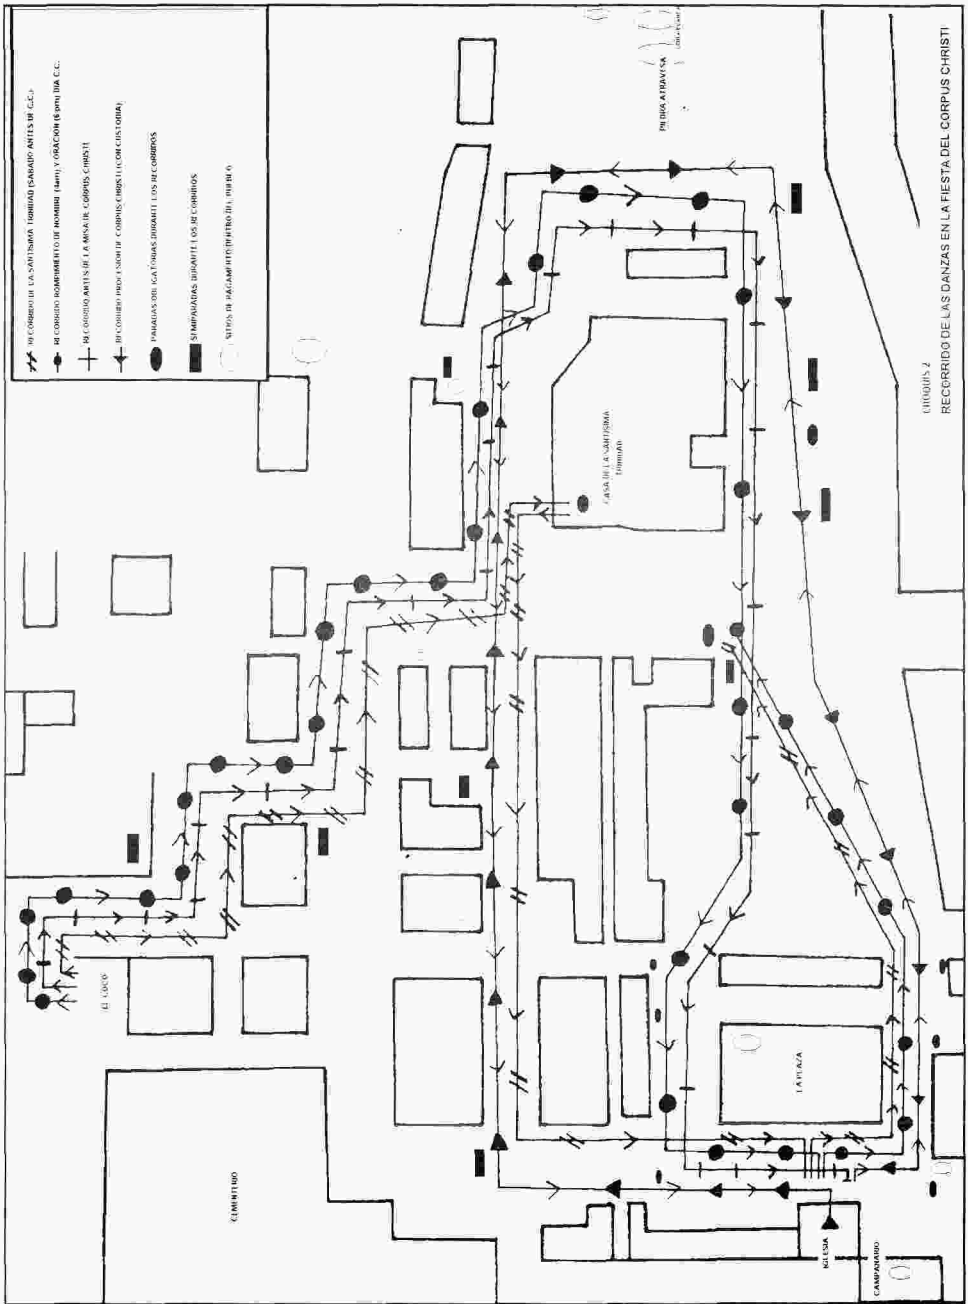 RECORRIDO DE LA SANTISIMA TRINIDAD (SABADO ANTES DE C.C.)
RECORRIDO ROMPIMIENTO DE NOMBRE (4am) Y ORACION (6 pm) DIA C.C.
RECORRIDO ANTES DE LA MISA DE CORPUS CHRISTI
RECORRIDO PROCESION DE CORPUS CHRISTI (CON CUSTODIA)
PARADAS OBLIGATORIAS DURANTE LOS RECORRIDOS
SEMIPARADAS DURANTE LOS RECORRIDOS
SITIOS DE PAGAMENTO DENTRO DEL PUEBLO
PIEDRA ATRAVESA
CASA DE LA SANTISIMA
TRINIDAD
EL COCO
LA PLAZA
CEMENTERIO
IGLESIA
CAMPANARIO
CROQUIS 2
RECORRIDO DE LAS DANZAS EN LA FIESTA DEL CORPUS CHRISTI